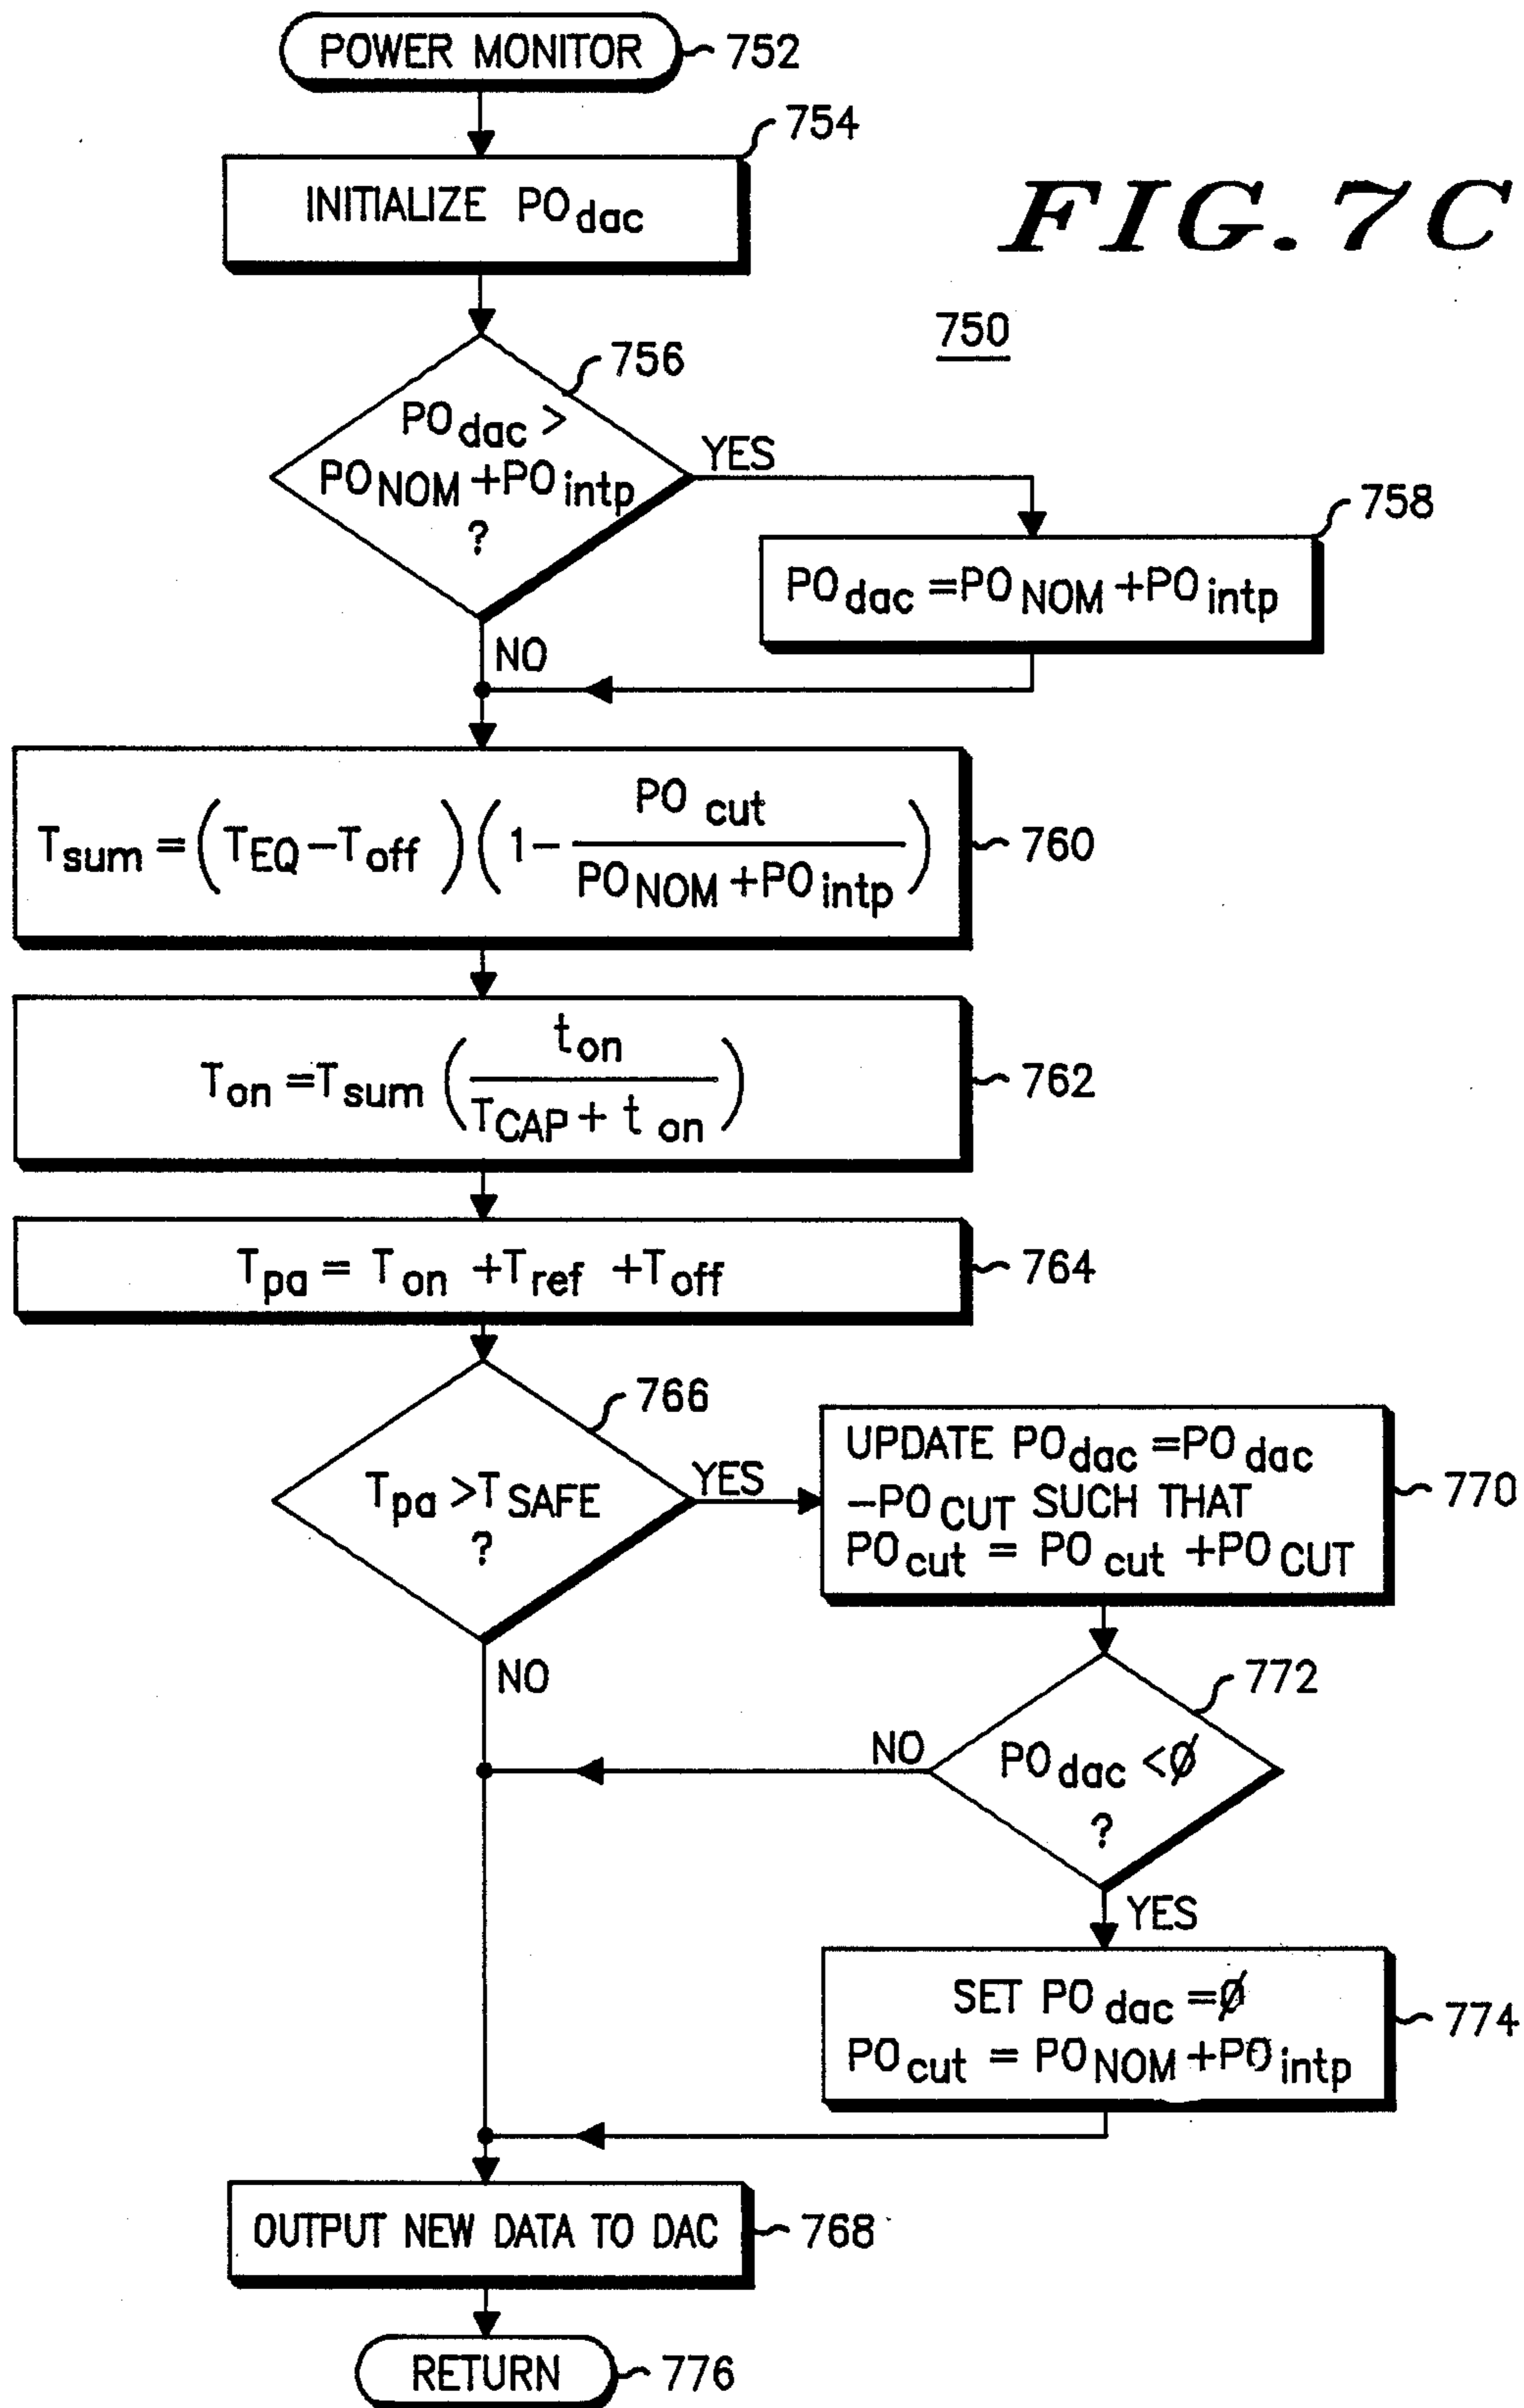 POWER MONITOR
752
754
INITIALIZE PO dac
FIG. 7C
750
756
PO dac >
PO NOM + PO intp
?
YES
NO
758
PO dac = PO NOM + PO intp
T sum = (T EQ - T off) (1 - PO cut / PO NOM + PO intp)
760
T on = T sum (t on / T CAP + t on)
762
T pa = T on + T ref + T off
764
766
T pa > T SAFE
?
YES
NO
UPDATE PO dac = PO dac
-PO CUT SUCH THAT
PO cut = PO cut + PO CUT
770
772
NO
PO dac < Ø
?
YES
SET PO dac = Ø
PO cut = PO NOM + PO intp
774
OUTPUT NEW DATA TO DAC
768
RETURN
776